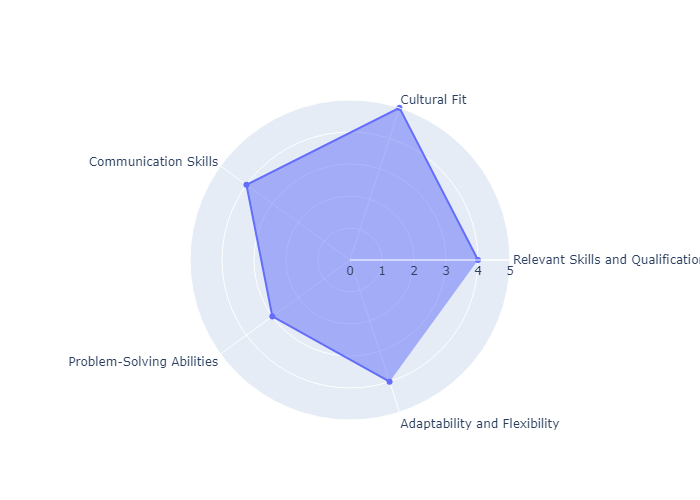 Cultural Fit
Communication Skills
Relevant Skills and Qualificatio
0 1 2 3 4 5
Problem-Solving Abilities
Adaptability and Flexibility